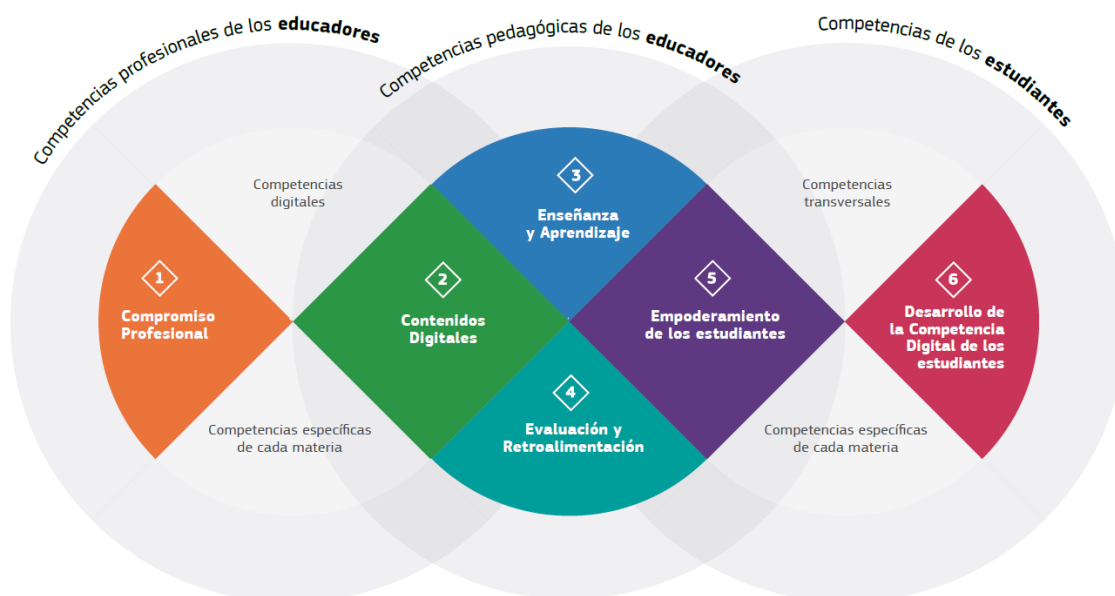 Competencias profesionales de los educadores
Competencias pedagógicas de los educadores
Competencias de los estudiantes
Competencias
digitales
3
Enseñanza
y Aprendizaje
Competencias
transversales
1
Compromiso
Profesional
2
Contenidos
Digitales
5
Empoderamiento
de los estudiantes
6
Desarrollo de
la Competencia
Digital de los
estudiantes
Competencias específicas
de cada materia
4
Evaluación y
Retroalimentación
Competencias específicas
de cada materia